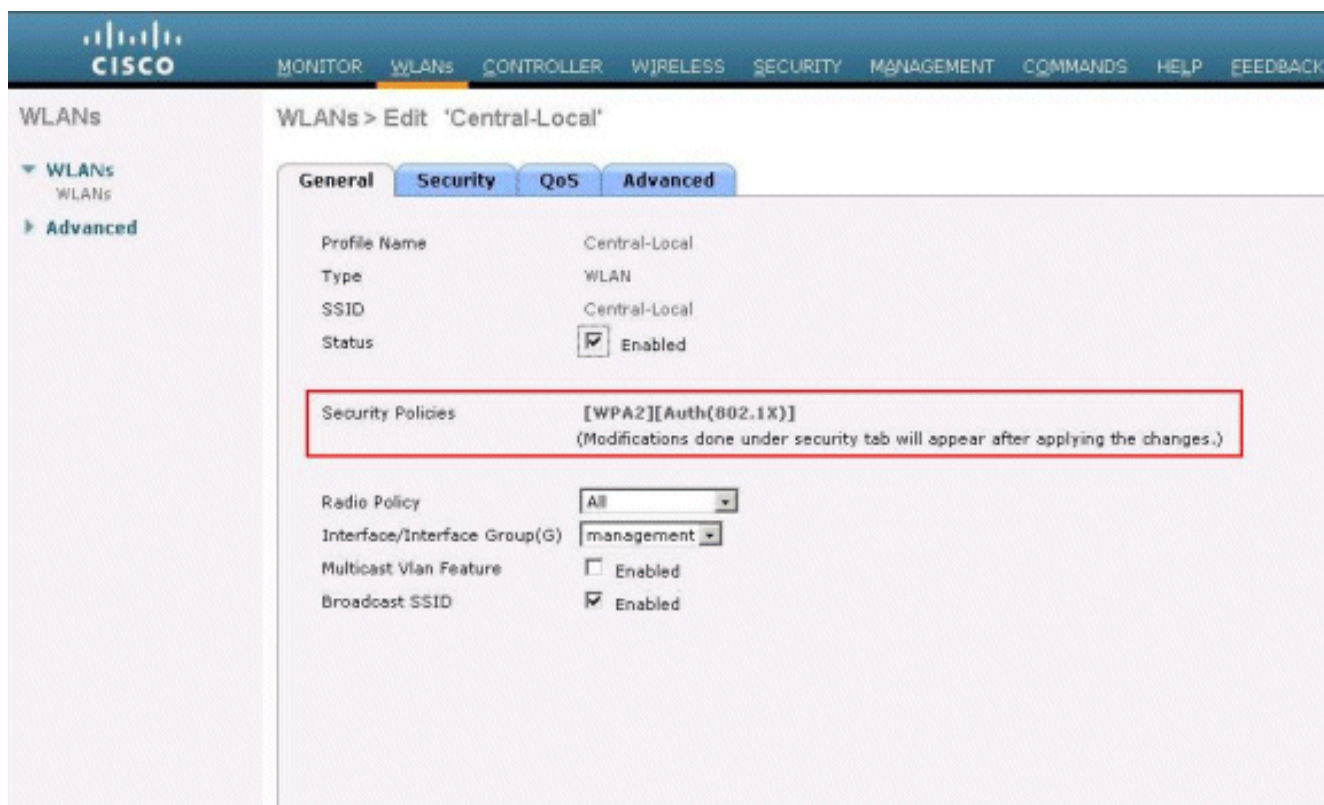 CISCO
MONITOR WLANs CONTROLLER WIRELESS SECURITY MANAGEMENT COMMANDS HELP FEEDBACK
WLANs
WLANs > Edit 'Central-Local'
WLANs
WLANs
Advanced
General Security QoS Advanced
Profile Name Central-Local
Type WLAN
SSID Central-Local
Status Enabled
Security Policies [WPA2][Auth(802.1X)]
(Modifications done under security tab will appear after applying the changes.)
Radio Policy All
Interface/Interface Group(G) management
Multicast Vlan Feature Enabled
Broadcast SSID Enabled